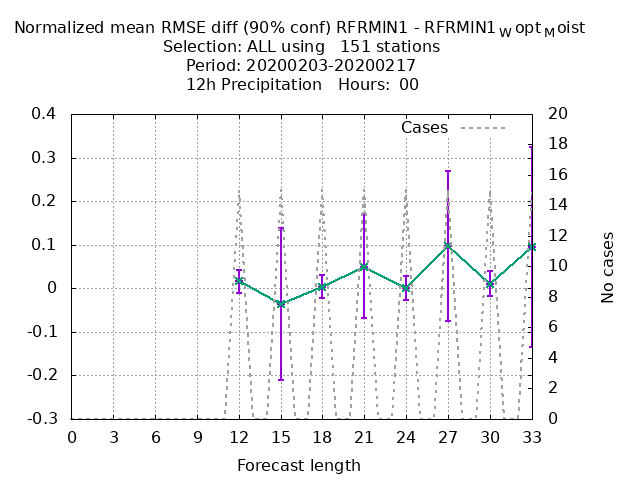 Normalized mean RMSE diff (90% conf) RFRMIN1 - RFRMIN1WoptMoist
Selection: ALL using   151 stations
Period: 20200203-20200217
12h Precipitation   Hours:  00
Cases
0.4
0.3
0.2
0.1
0
-0.1
-0.2
-0.3
20
18
16
14
12
10
8
6
4
2
0
No cases
0 3 6 9 12 15 18 21 24 27 30 33
Forecast length